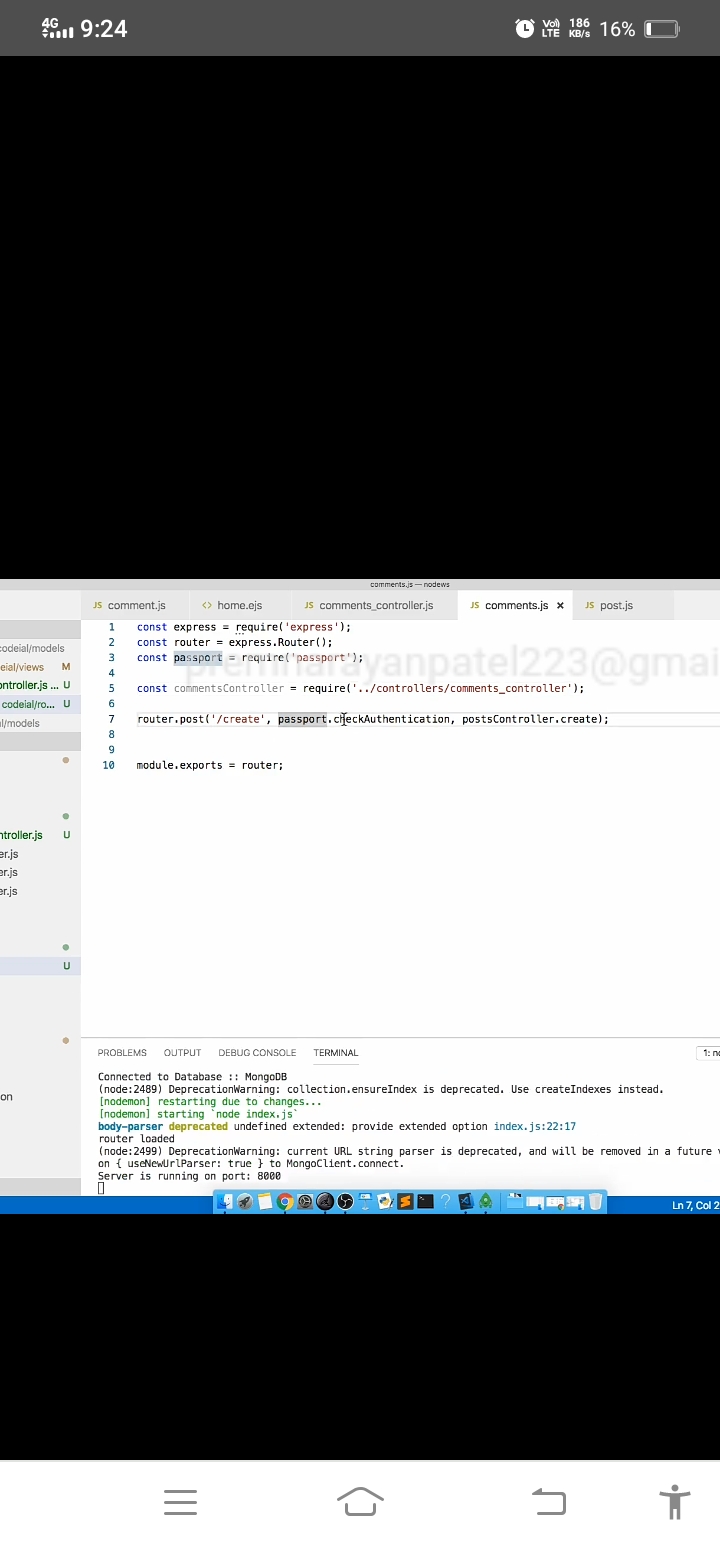 4G 9:24 Vo) LTE 186 KB/s 16%
comments.js — nodews
JS comment.js <> home.ejs JS comments_controller.js JS comments.js × JS post.js
codeial/models
eial/views M
ontroller.js ... U
codeial/ro... U
l/models
ntroller.js U
er.js
er.js
er.js
U
on
1 const express = require('express');
2 const router = express.Router();
3 const passport = require('passport');
premnarayanpatel223@gmai
4
5 const commentsController = require('../controllers/comments_controller');
6
7 router.post('/create', passport.checkAuthentication, postsController.create);
8
9
10 module.exports = router;
PROBLEMS OUTPUT DEBUG CONSOLE TERMINAL 1: no
Connected to Database :: MongoDB
(node:2489) DeprecationWarning: collection.ensureIndex is deprecated. Use createIndexes instead.
[nodemon] restarting due to changes...
[nodemon] starting `node index.js`
body-parser deprecated undefined extended: provide extended option index.js:22:17
router loaded
(node:2499) DeprecationWarning: current URL string parser is deprecated, and will be removed in a future v
on { useNewUrlParser: true } to MongoClient.connect.
Server is running on port: 8000
Ln 7, Col 2